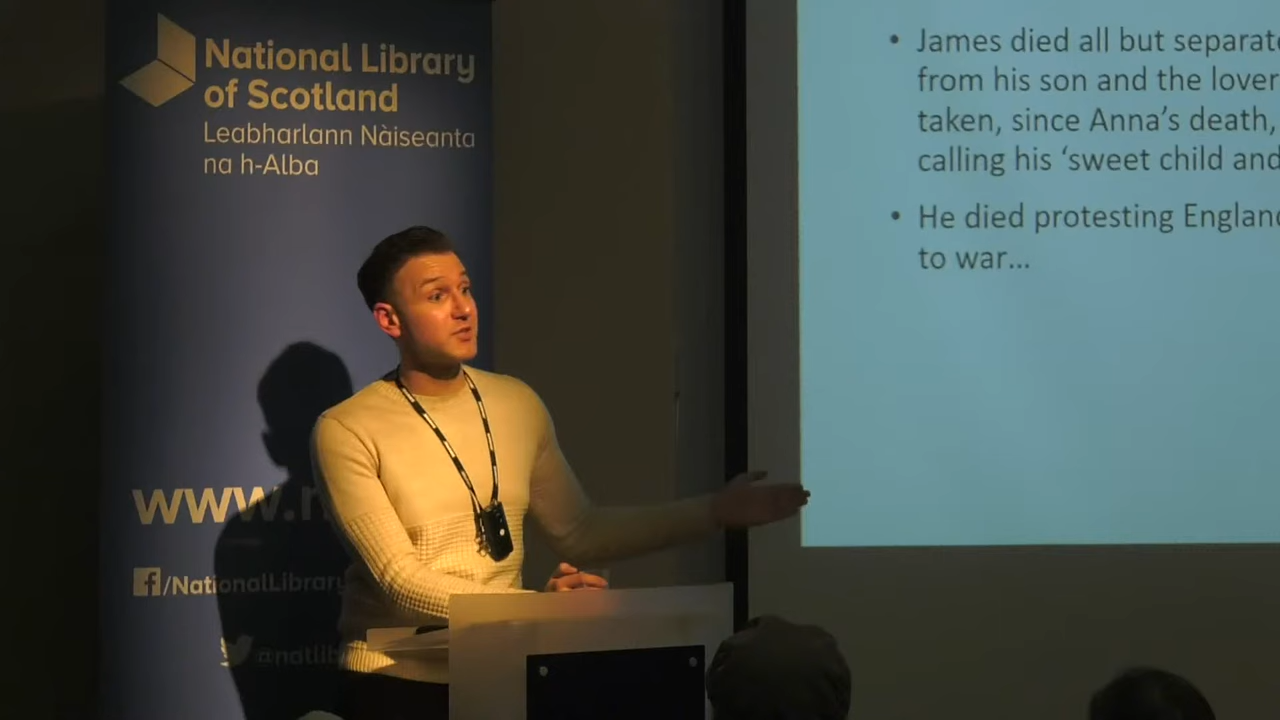 National Library
of Scotland
Leabharlann Nàiseanta
na h-Alba
www.n
/NationalLibrary
@natlib
• James died all but separate
from his son and the lover
taken, since Anna's death,
calling his 'sweet child and
• He died protesting England
to war...